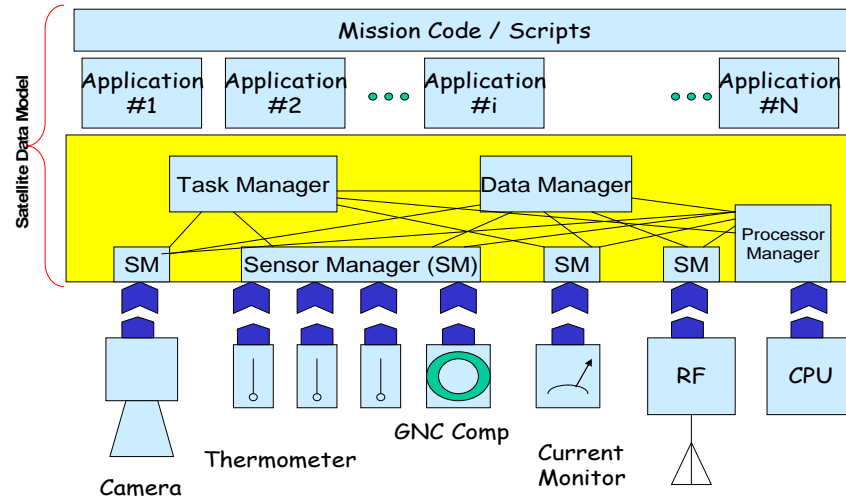 Mission Code / Scripts
Application
#1
Application
#2
Application
#i
Application
#N
Satellite Data Model
Task Manager
Data Manager
Processor
Manager
SM
Sensor Manager (SM)
SM
SM
RF
CPU
GNC Comp
Thermometer
Current
Monitor
Camera